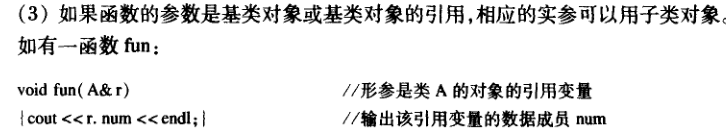 (3) 如果函数的参数是基类对象或基类对象的引用,相应的实参可以用子类对象。
如有一函数 fun:
void fun( A& r) //形参是类 A 的对象的引用变量
{cout << r. num << endl;} //输出该引用变量的数据成员 num